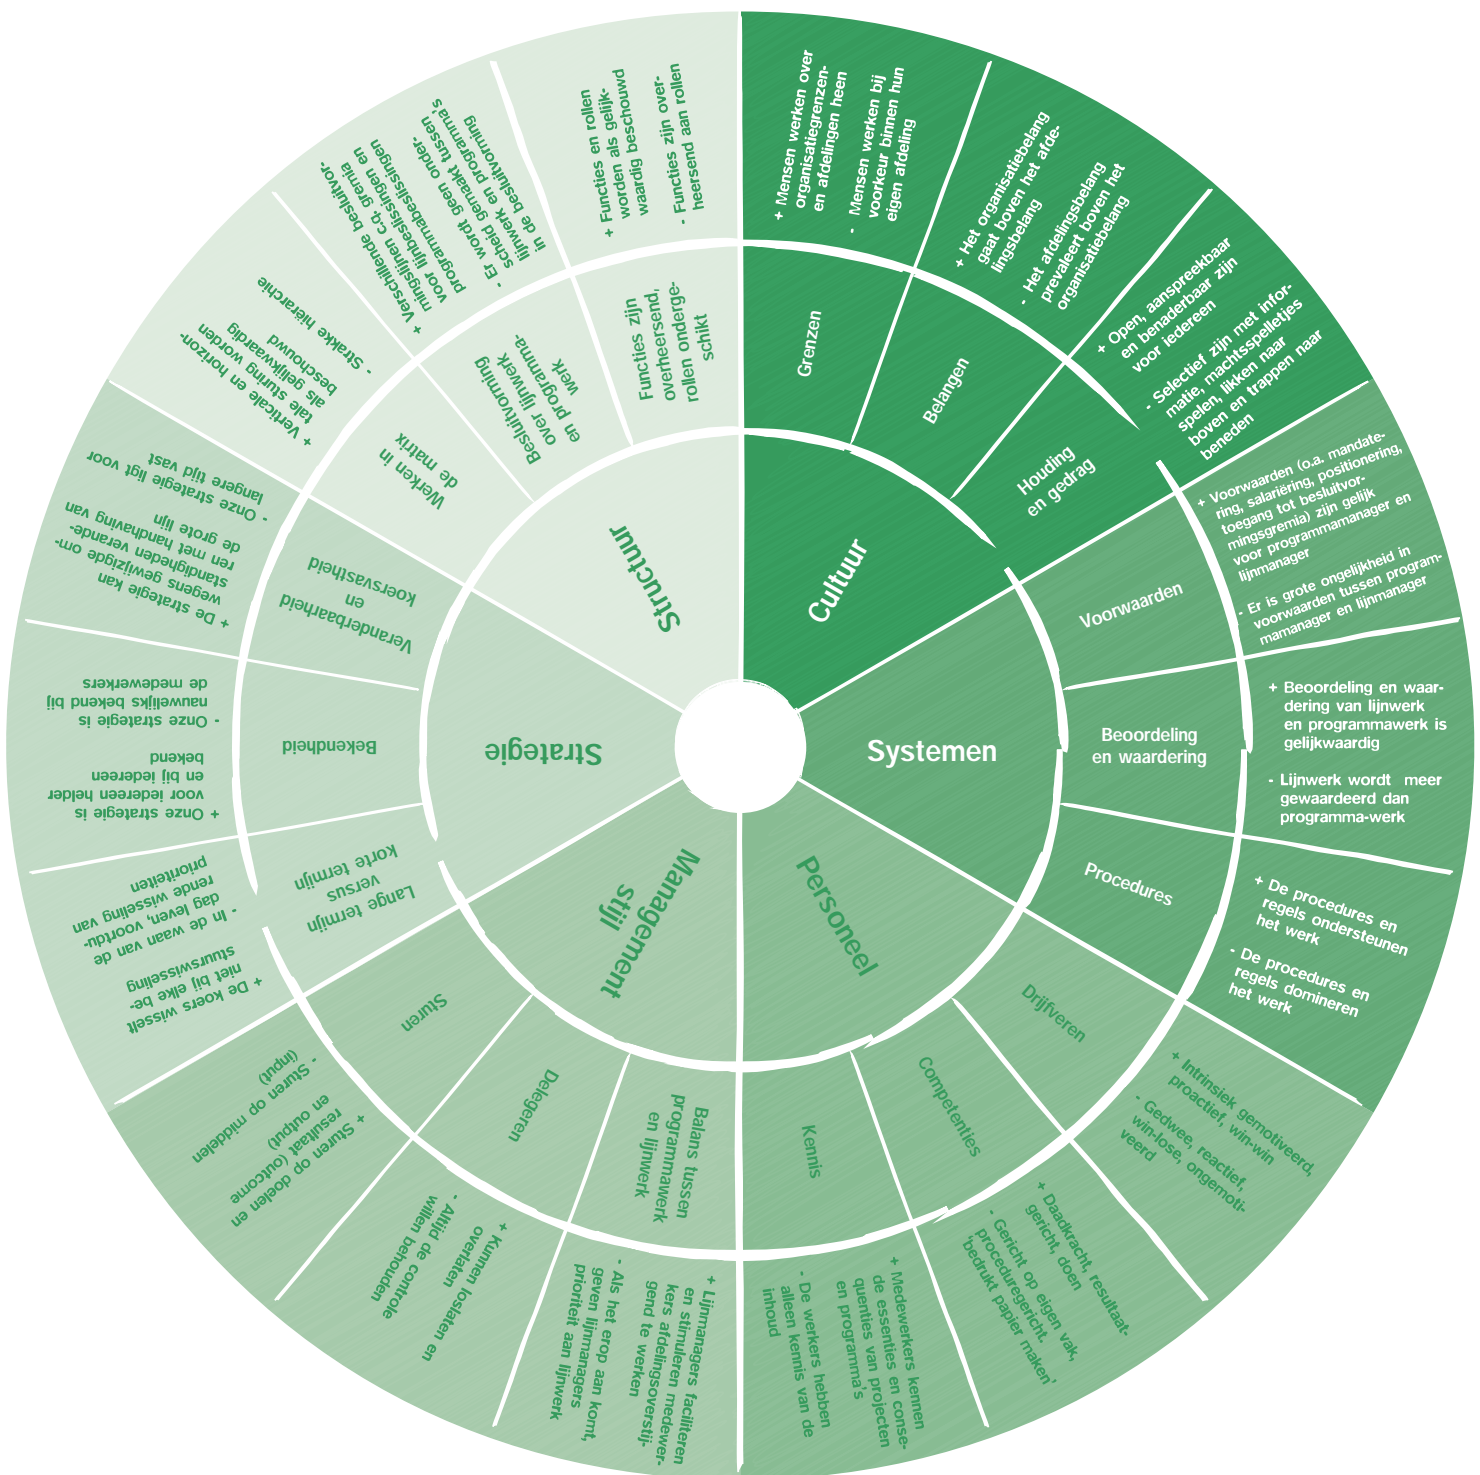 Cultuur
Grenzen
+ Mensen werken over
organisatiegrenzen-
en afdelingen heen
- Mensen werken bij
voorkeur binnen hun
eigen afdeling
Belangen
+ Het organisatiebelang
gaat boven het afde-
lingsbelang
- Het afdelingsbelang
prevaleert boven het
organisatiebelang
Houding
en gedrag
+ Open, aanspreekbaar
en benaderbaar zijn
voor iedereen
- Selectief zijn met infor-
matie, machtsspelletjes
spelen, likken naar
boven en trappen naar
beneden
Systemen
Voorwaarden
+ Voorwaarden (o.a. mandate-
ring, salariëring, positionering,
toegang tot besluitvor-
mingsgremia) zijn gelijk
voor programamanager en
lijnmanager
- Er is grote ongelijkheid in
voorwaarden tussen program-
mamanager en lijnmanager
Beoordeling
en waardering
+ Beoordeling en waar-
dering van lijnwerk
en programmawerk is
gelijkwaardig
- Lijnwerk wordt meer
gewaardeerd dan
programma-werk
Procedures
+ De procedures en
regels ondersteunen
het werk
- De procedures en
regels domineren
het werk
Personeel
Drijfveren
+ Intrinsiek gemotiveerd,
proactief, win-win
- Gedwee, reactief,
win-lose, ongemoti-
veerd
Competenties
+ Daadkracht, resultaat-
gericht, doen
- Gericht op eigen vak,
proceduregericht.
'bedrukt papier maken'
Kennis
+ Medewerkers kennen
de essenties en conse-
quenties van projecten
en programma's
- De werkers hebben
alleen kennis van de
inhoud
Management
stijl
Balans tussen
programmawerk
en lijnwerk
+ Lijnmanagers faciliteren
en stimuleren medewer-
kers afdelingsoverstij-
gend te werken
- Als het erop aan komt,
geven lijnmanagers
prioriteit aan lijnwerk
Delegeren
+ Kunnen loslaten en
overlaten
- Altijd de controle
willen behouden
Sturen
+ Sturen op doelen en
resultaat (outcome
en output)
- Sturen op middelen
(input)
Strategie
Lange termijn
versus
korte termijn
+ De koers wisselt
niet bij elke be-
stuurswisseling
- In de waan van de
dag leven, voortdu-
rende wisseling van
prioriteiten
Bekendheid
+ Onze strategie is
voor iedereen helder
en bij iedereen
bekend
- Onze strategie is
nauwelijks bekend bij
de medewerkers
Veranderbaarheid
en
koersvastheid
+ De strategie kan
wegens gewijzigde om-
standigheden verande-
ren met handhaving van
de grote lijn
- Onze strategie ligt voor
langere tijd vast
Structuur
Werken in
de matrix
+ Verticale en horizon-
tale sturing worden
als gelijkwaardig
beschouwd
- Strakke hiërarchie
Besluitvorming
over lijnwerk
en programma-
werk
+ Verschillende besluitvor-
mingslijnen c.q. gremia
voor lijnbeslissingen en
programmabeslissingen
- Er wordt geen onder-
scheid gemaakt tussen
lijnwerk en programma's
in de besluitvorming
Functies zijn
overheersend,
rollen onderge-
schikt
+ Functies en rollen
worden als gelijk-
waardig beschouwd
- Functies zijn over-
heersend aan rollen